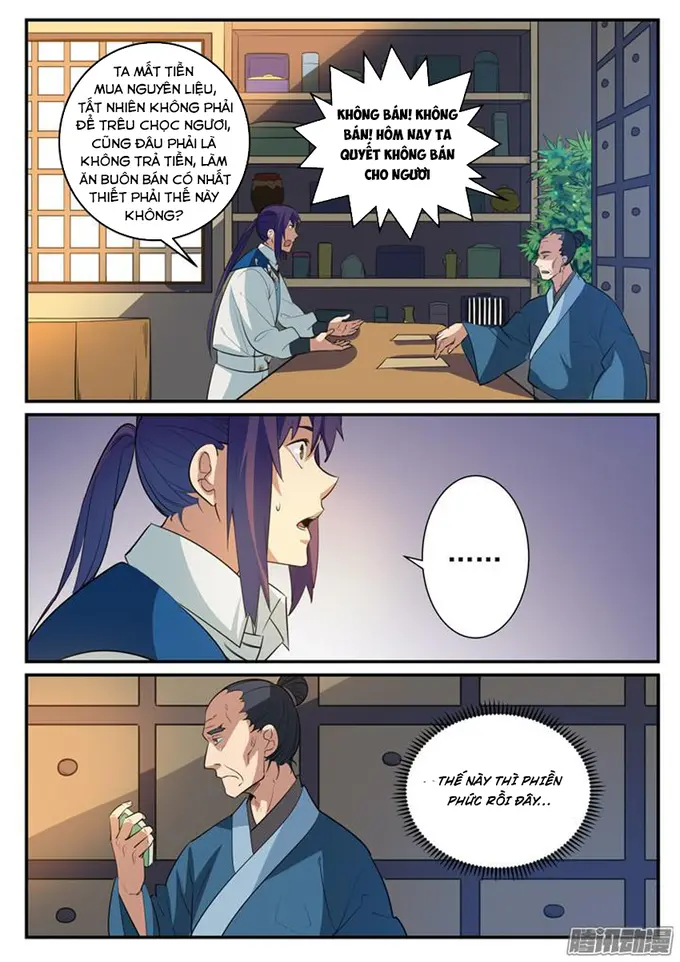 TA MẤT TIỀN
MUA NGUYÊN LIỆU,
TẤT NHIÊN KHÔNG PHẢI
ĐỂ TRÊU CHỌC NGƯƠI,
CŨNG ĐÂU PHẢI LÀ
KHÔNG TRẢ TIỀN, LÀM
ĂN BUÔN BÁN CÓ NHẤT
THIẾT PHẢI THẾ NÀY
KHÔNG?
KHÔNG BÁN! KHÔNG
BÁN! HÔM NAY TA
QUYẾT KHÔNG BÁN
CHO NGƯƠI
......
THẾ NÀY THÌ PHIỀN
PHỨC RỒI ĐÂY...
腾讯动漫